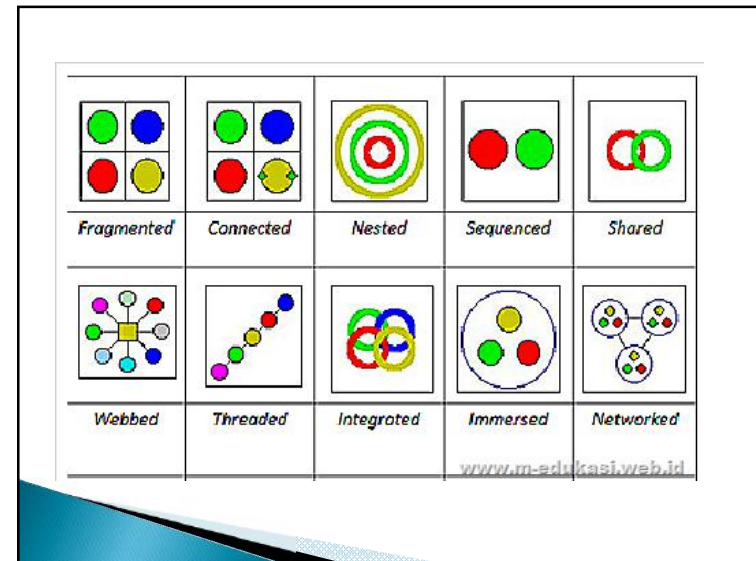 Fragmented Connected Nested Sequenced Shared
Webbed Threaded Integrated Immersed Networked
www.m-edukasi.web.id